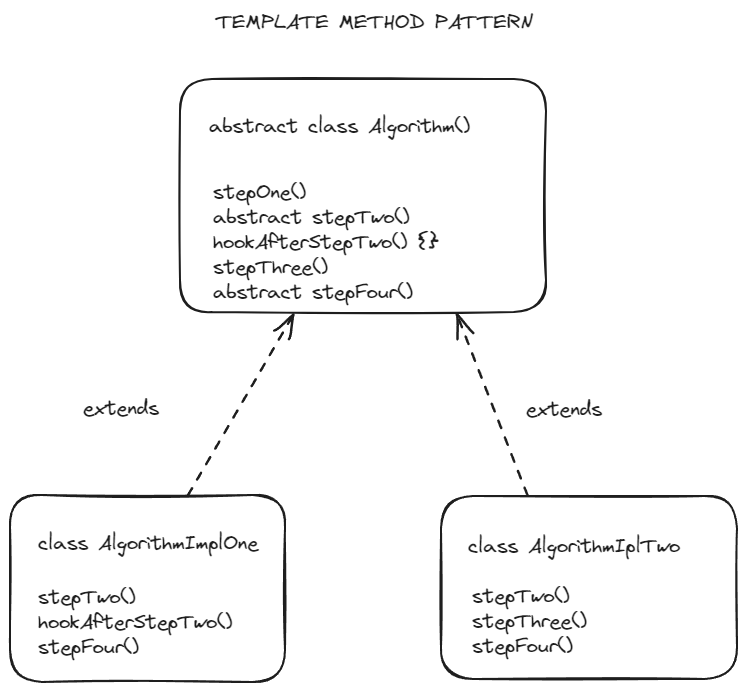 TEMPLATE METHOD PATTERN
abstract class Algorithm()
stepOne()
abstract stepTwo()
hookAfterStepTwo() {}
stepThree()
abstract stepFour()
extends
extends
class AlgorithmImplOne
stepTwo()
hookAfterStepTwo()
stepFour()
class AlgorithmIplTwo
stepTwo()
stepThree()
stepFour()